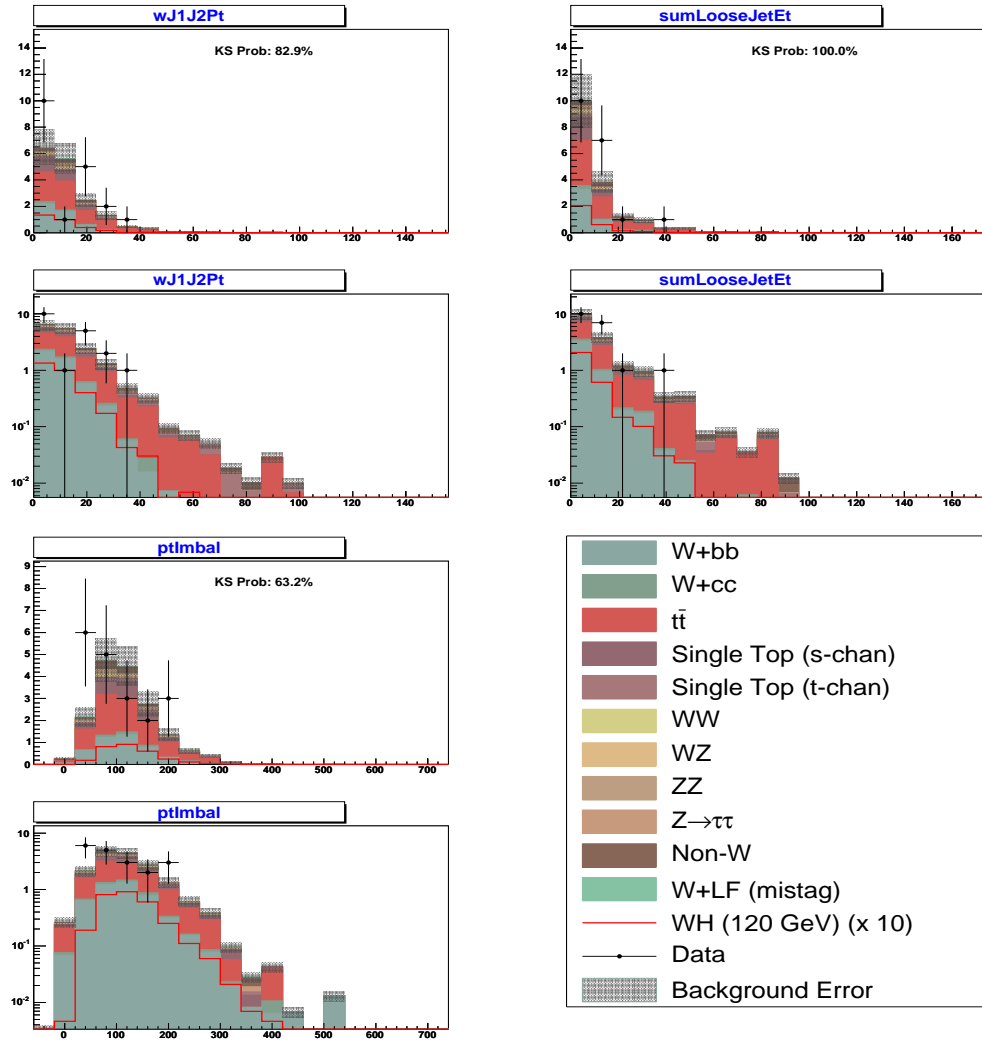 wJ1J2Pt
KS Prob: 82.9%
14
12
10
8
6
4
2
0
0 20 40 60 80 100 120 140
sumLooseJetEt
KS Prob: 100.0%
14
12
10
8
6
4
2
0
0 20 40 60 80 100 120 140 160
wJ1J2Pt
10
1
10⁻¹
10⁻²
0 20 40 60 80 100 120 140
sumLooseJetEt
10
1
10⁻¹
10⁻²
0 20 40 60 80 100 120 140 160
ptImbal
KS Prob: 63.2%
9
8
7
6
5
4
3
2
1
0
0 100 200 300 400 500 600 700
ptImbal
10
1
10⁻¹
10⁻²
0 100 200 300 400 500 600 700
W+bb
W+cc
tt̄
Single Top (s-chan)
Single Top (t-chan)
WW
WZ
ZZ
Z→ττ
Non-W
W+LF (mistag)
WH (120 GeV) (x 10)
Data
Background Error